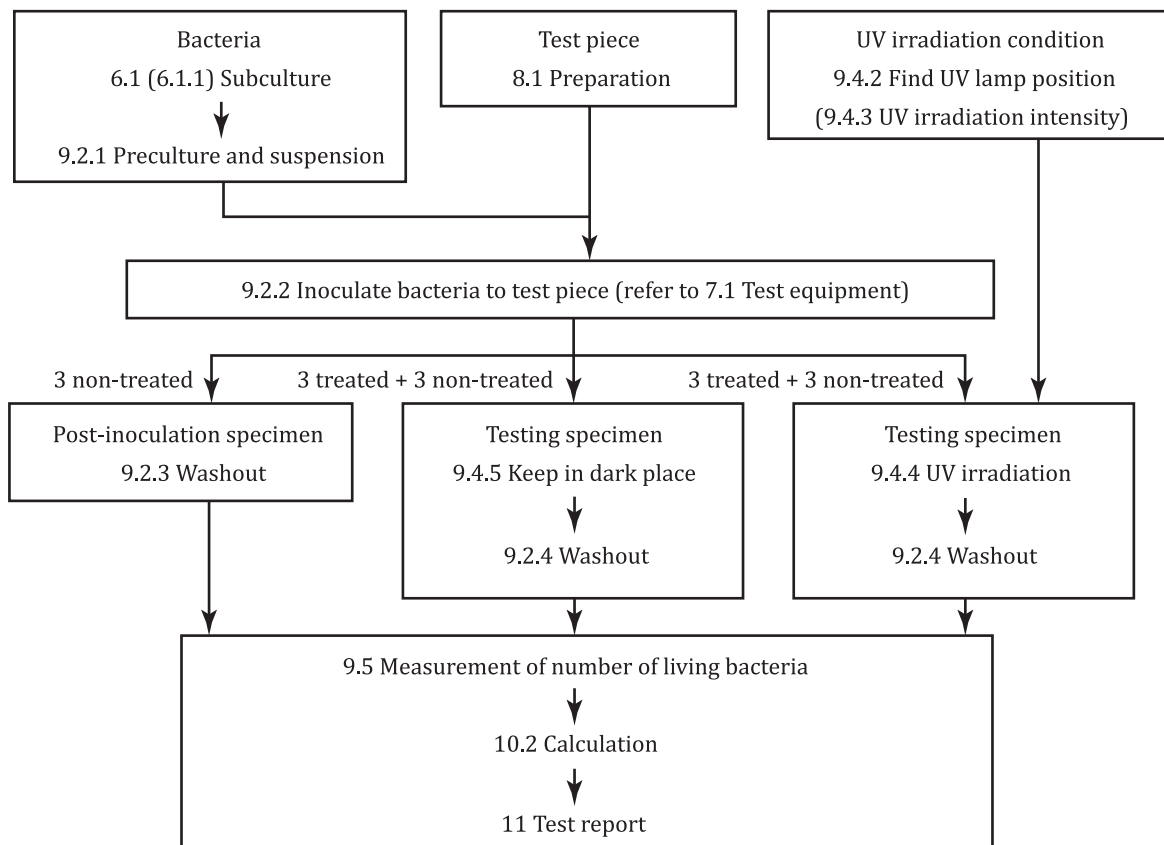 Bacteria
6.1 (6.1.1) Subculture
9.2.1 Preculture and suspension
Test piece
8.1 Preparation
UV irradiation condition
9.4.2 Find UV lamp position
(9.4.3 UV irradiation intensity)
9.2.2 Inoculate bacteria to test piece (refer to 7.1 Test equipment)
3 non-treated
3 treated + 3 non-treated
3 treated + 3 non-treated
Post-inoculation specimen
9.2.3 Washout
Testing specimen
9.4.5 Keep in dark place
9.2.4 Washout
Testing specimen
9.4.4 UV irradiation
9.2.4 Washout
9.5 Measurement of number of living bacteria
10.2 Calculation
11 Test report